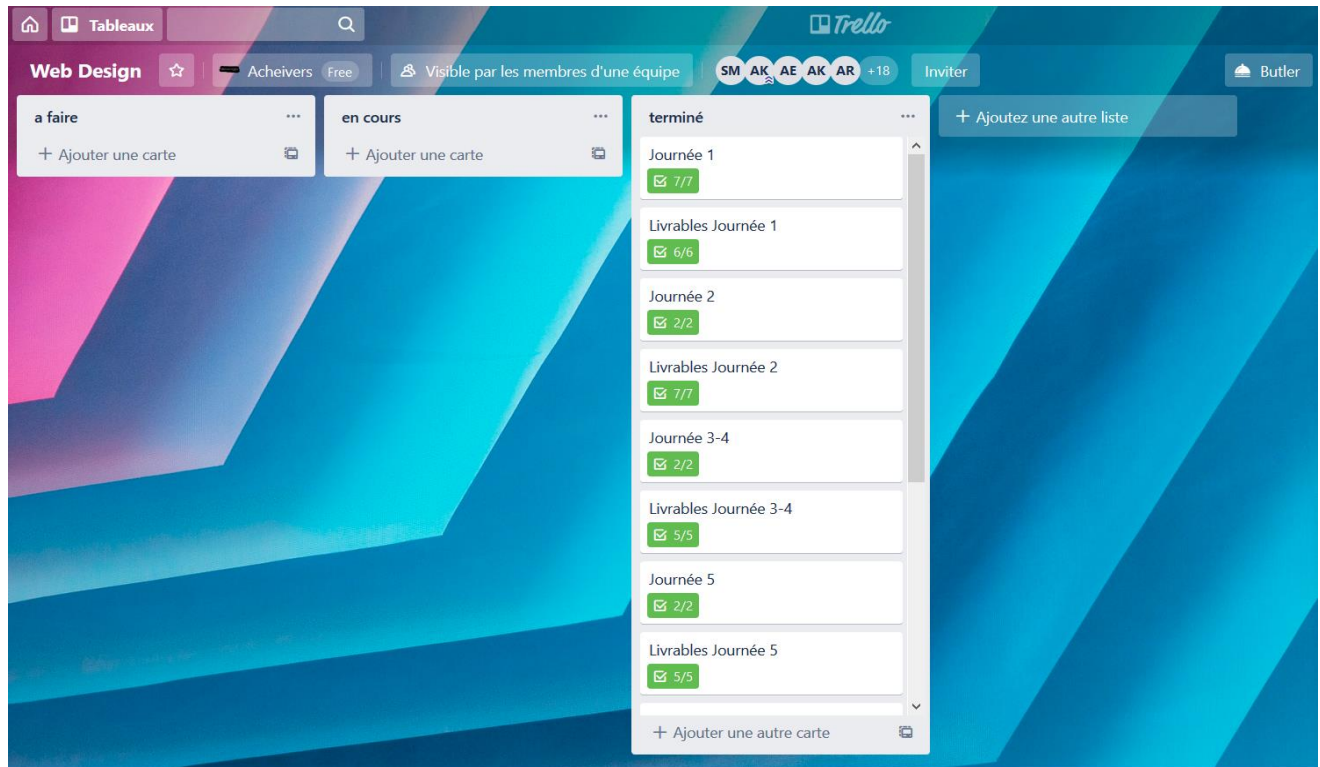 Tableaux
Trello
Web Design Acheivers Free Visible par les membres d'une équipe SM AK AE AK AR +18 Inviter Butler
a faire
+ Ajouter une carte
en cours
+ Ajouter une carte
terminé
Journée 1
7/7
Livrables Journée 1
6/6
Journée 2
2/2
Livrables Journée 2
7/7
Journée 3-4
2/2
Livrables Journée 3-4
5/5
Journée 5
2/2
Livrables Journée 5
5/5
+ Ajouter une autre carte
+ Ajoutez une autre liste